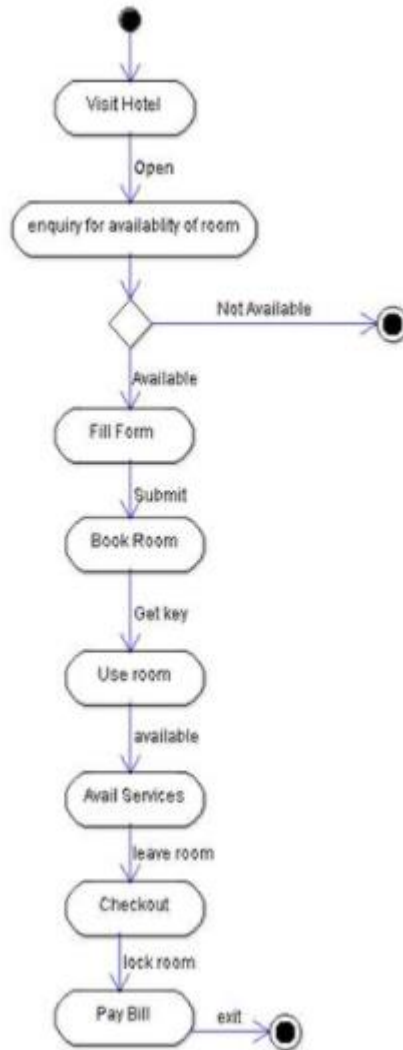 Visit Hotel
Open
enquiry for availablity of room
Not Available
Available
Fill Form
Submit
Book Room
Get key
Use room
available
Avail Services
leave room
Checkout
lock room
Pay Bill
exit